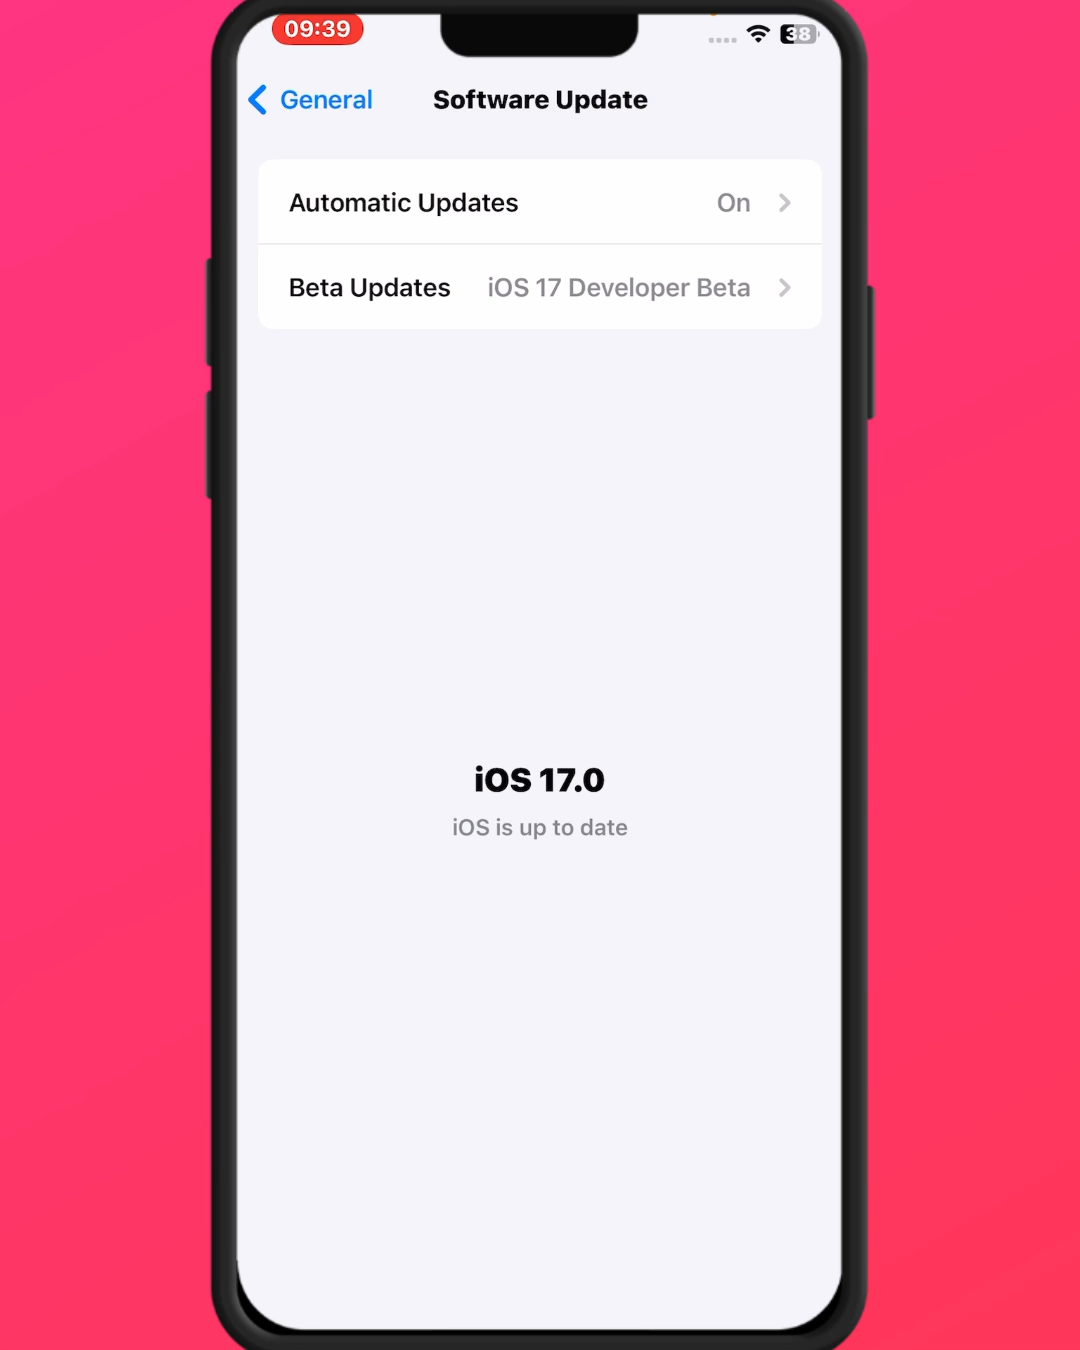 09:39
38
General
Software Update
Automatic Updates On
Beta Updates iOS 17 Developer Beta
iOS 17.0
iOS is up to date